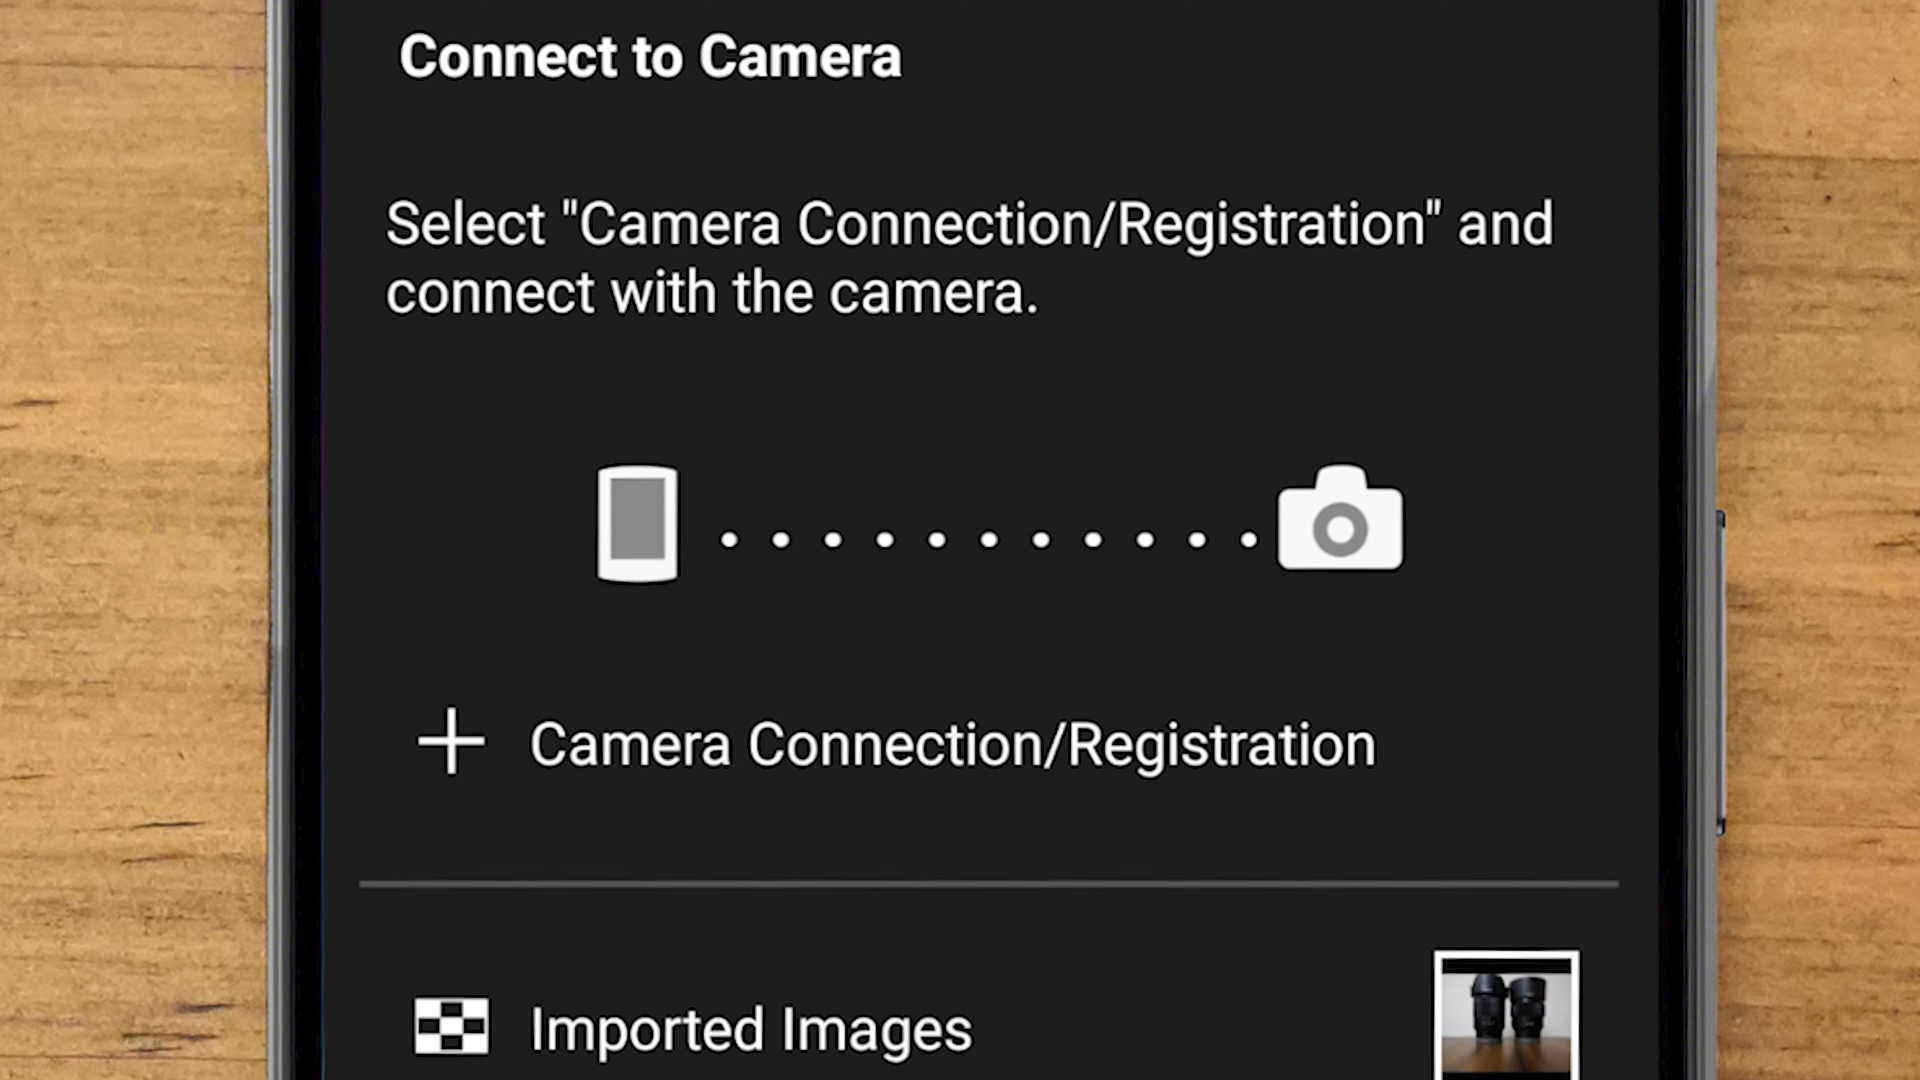 Connect to Camera
Select "Camera Connection/Registration" and
connect with the camera.
Camera Connection/Registration
Imported Images